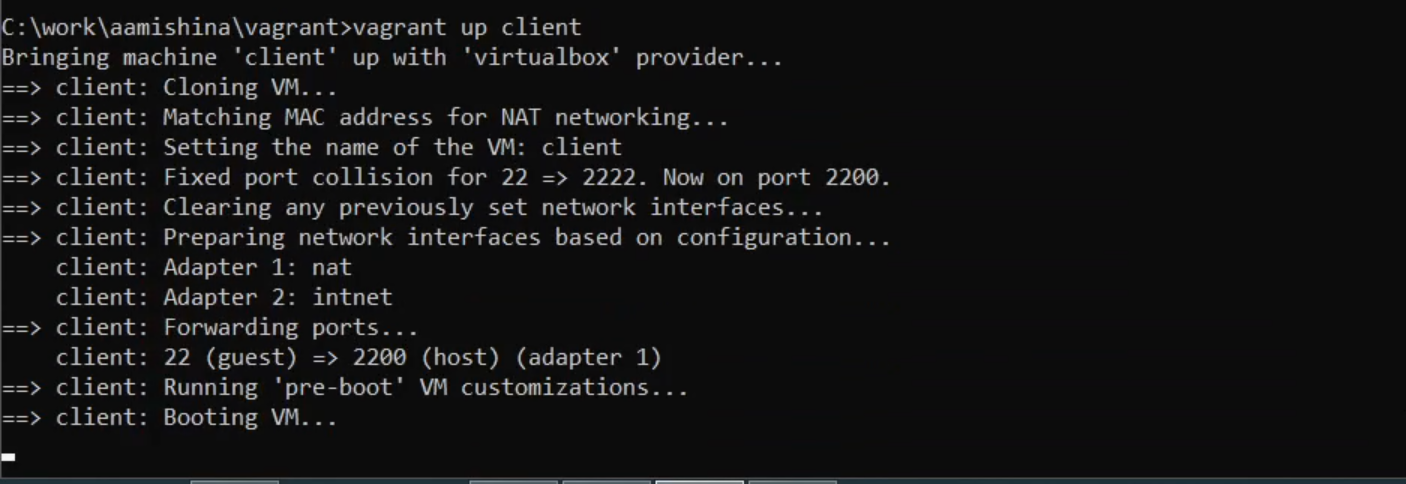 C:\work\aamishina\vagrant>vagrant up client
Bringing machine 'client' up with 'virtualbox' provider...
==> client: Cloning VM...
==> client: Matching MAC address for NAT networking...
==> client: Setting the name of the VM: client
==> client: Fixed port collision for 22 => 2222. Now on port 2200.
==> client: Clearing any previously set network interfaces...
==> client: Preparing network interfaces based on configuration...
    client: Adapter 1: nat
    client: Adapter 2: intnet
==> client: Forwarding ports...
    client: 22 (guest) => 2200 (host) (adapter 1)
==> client: Running 'pre-boot' VM customizations...
==> client: Booting VM...